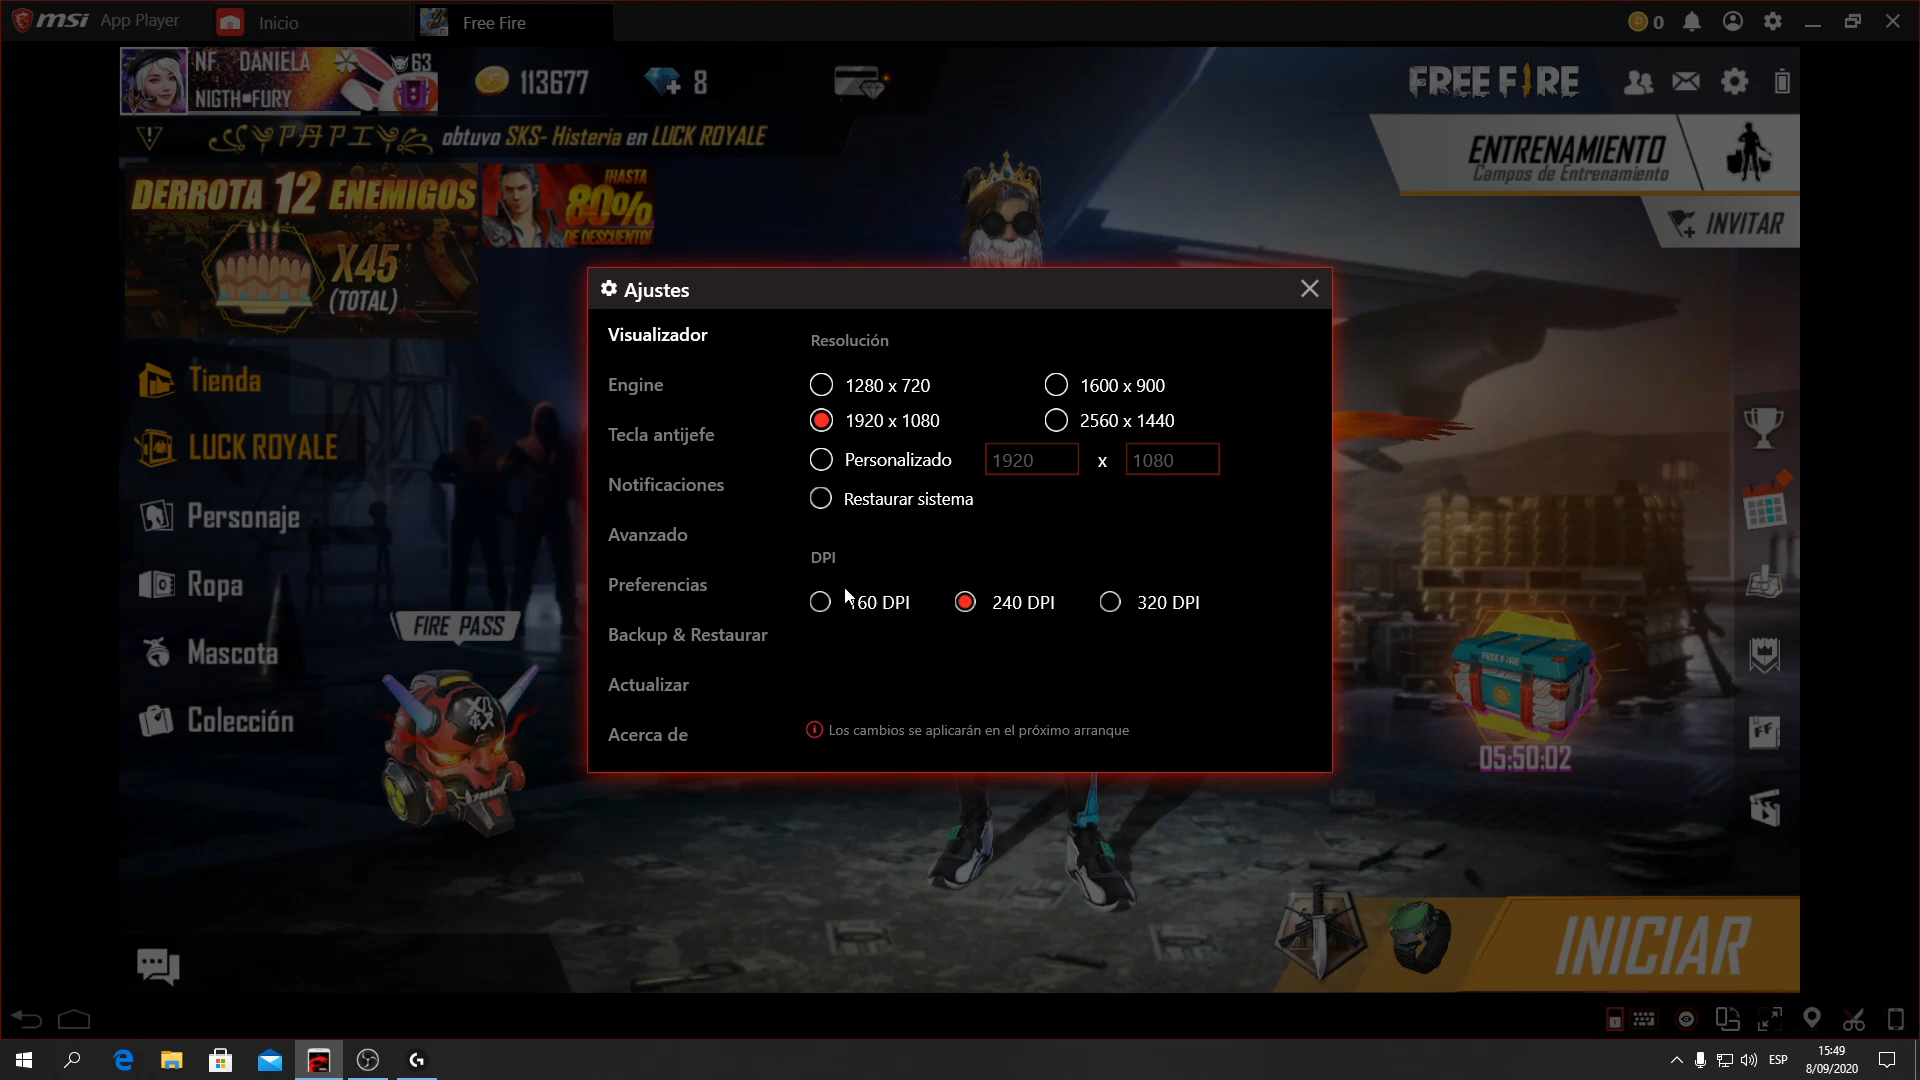 msi App Player
Inicio
Free Fire
0
NF DANIELA
63
NIGTH FURY
113677
8
FREE FIRE
obtuvo SKS- Histeria en LUCK ROYALE
DERROTA 12 ENEMIGOS
X45
(TOTAL)
¡HASTA
80%
DE DESCUENTO!
ENTRENAMIENTO
Campos de Entrenamiento
INVITAR
Tienda
LUCK ROYALE
Personaje
Ropa
Mascota
Colección
FIRE PASS
Ajustes
Visualizador
Engine
Tecla antijefe
Notificaciones
Avanzado
Preferencias
Backup & Restaurar
Actualizar
Acerca de
Resolución
1280 x 720
1600 x 900
1920 x 1080
2560 x 1440
Personalizado
1920 x 1080
Restaurar sistema
DPI
160 DPI
240 DPI
320 DPI
Los cambios se aplicarán en el próximo arranque
FREE FIRE
05:50:02
INICIAR
ESP
15:49
8/09/2020